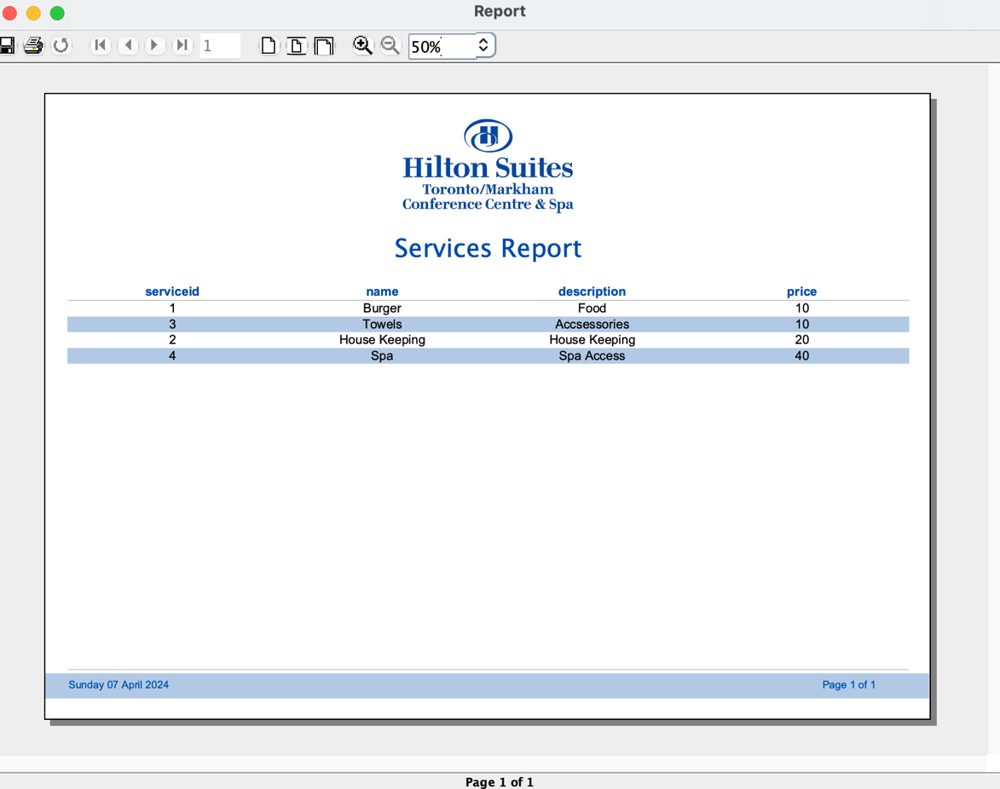 Report
1
50%
Hilton Suites
Toronto/Markham
Conference Centre & Spa
Services Report
serviceid name description price
1 Burger Food 10
3 Towels Accsessories 10
2 House Keeping House Keeping 20
4 Spa Spa Access 40
Sunday 07 April 2024 Page 1 of 1
Page 1 of 1